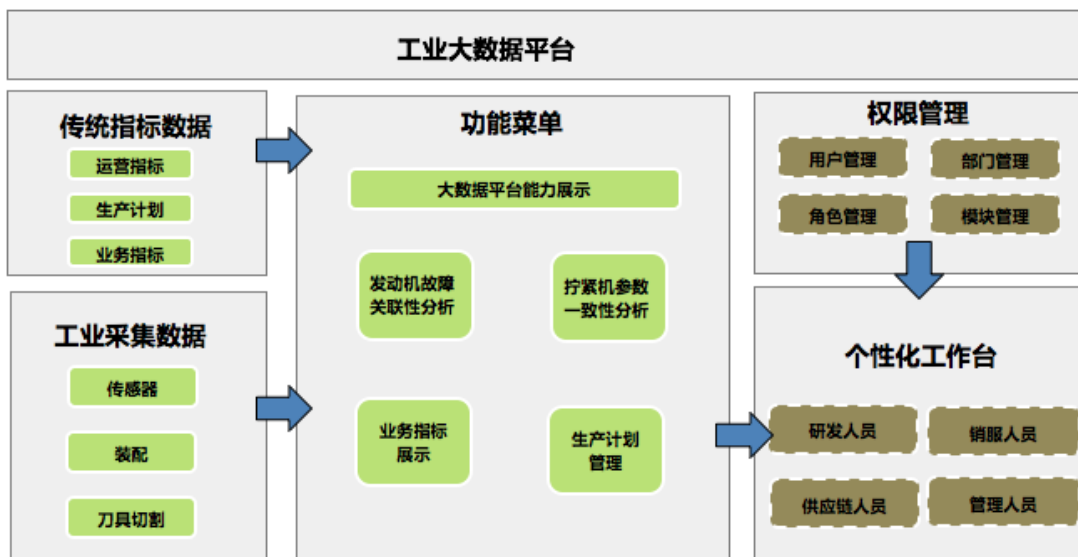 工业大数据平台
传统指标数据
运营指标
生产计划
业务指标
工业采集数据
传感器
装配
刀具切割
功能菜单
大数据平台能力展示
发动机故障
关联性分析
拧紧机参数
一致性分析
业务指标
展示
生产计划
管理
权限管理
用户管理
部门管理
角色管理
模块管理
个性化工作台
研发人员
销服人员
供应链人员
管理人员